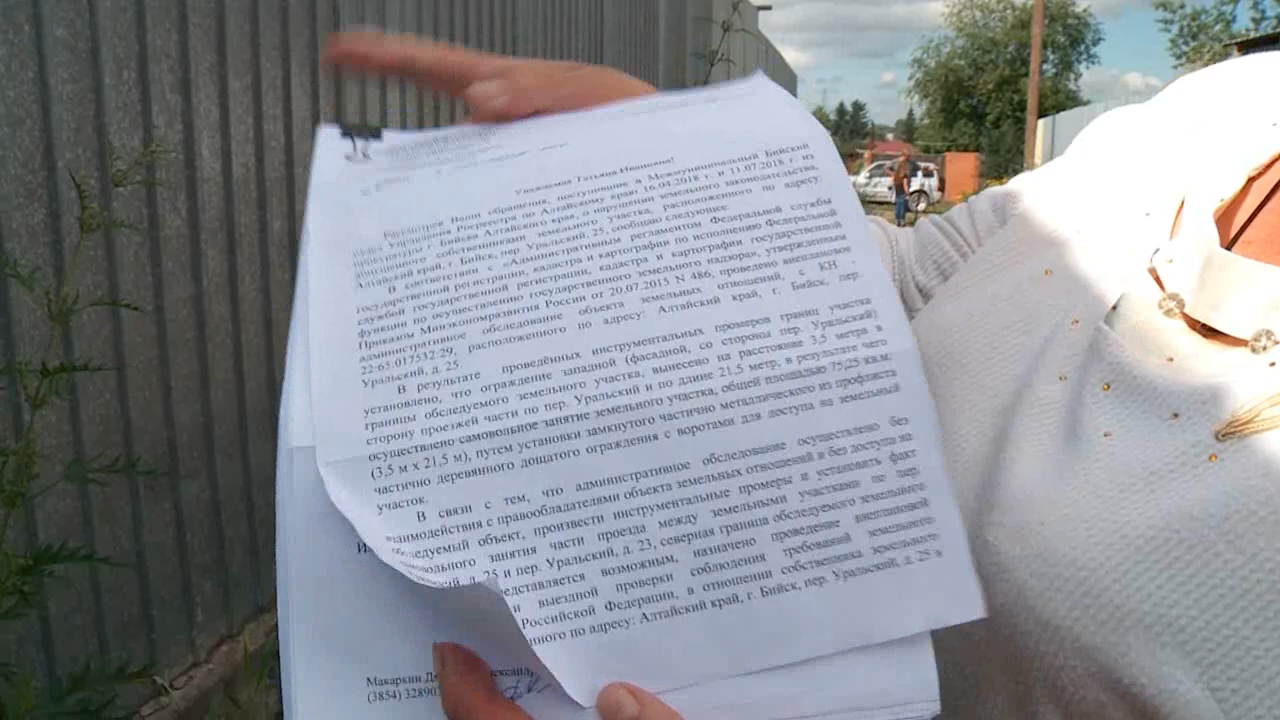 Уважаемая Татьяна Ивановна!
Рассмотрев Ваши обращения, поступившие в Межмуниципальный Бийский
Управления Росреестра по Алтайскому краю 16.04.2018 г. и 11.07.2018 г. из
г. Бийска Алтайского края, о нарушении земельного законодательства,
собственниками земельного участка, расположенного по адресу:
Алтайский край, г. Бийск, пер Уральский, 25, сообщаю следующее.
В соответствии с «Административным регламентом Федеральной службы
государственной регистрации, кадастра и картографии по исполнению Федеральной
службой государственной регистрации, кадастра и картографии государственной
функции по осуществлению государственного земельного надзора», утвержденным
Приказом Минэкономразвития России от 20.07.2015 N 486, проведено внеплановое
административное обследование объекта земельных отношений, с КН -
22:65:017532:29, расположенного по адресу: Алтайский край, г. Бийск, пер.
Уральский, д. 25.
В результате проведённых инструментальных промеров границ участка
установлено, что ограждение западной (фасадной, со стороны пер. Уральский)
границы обследуемого земельного участка, вынесено на расстояние 3,5 метра в
сторону проезжей части по пер. Уральский и по длине 21,5 метр, в результате чего
осуществлено самовольное занятие земельного участка, общей площадью 75,25 кв.м:
(3,5 м х 21,5 м), путем установки замкнутого частично металлического из профлиста
частично деревянного дощатого ограждения с воротами для доступа на земельный
участок.
В связи с тем, что административное обследование осуществлено без
взаимодействия с правообладателями объекта земельных отношений и без доступа на
объект, произвести инструментальные промеры и установить факт
занятия части проезда между земельными участками по пер.
д. 25 и пер. Уральский, д. 23, северная граница обследуемого земельного
возможным, назначено проведение внеплановой
и выездной проверки соблюдения требований земельного
Российской Федерации, в отношении собственника земельного
по адресу: Алтайский край, г. Бийск, пер. Уральский, д. 25 в
Макаркин
(3854)